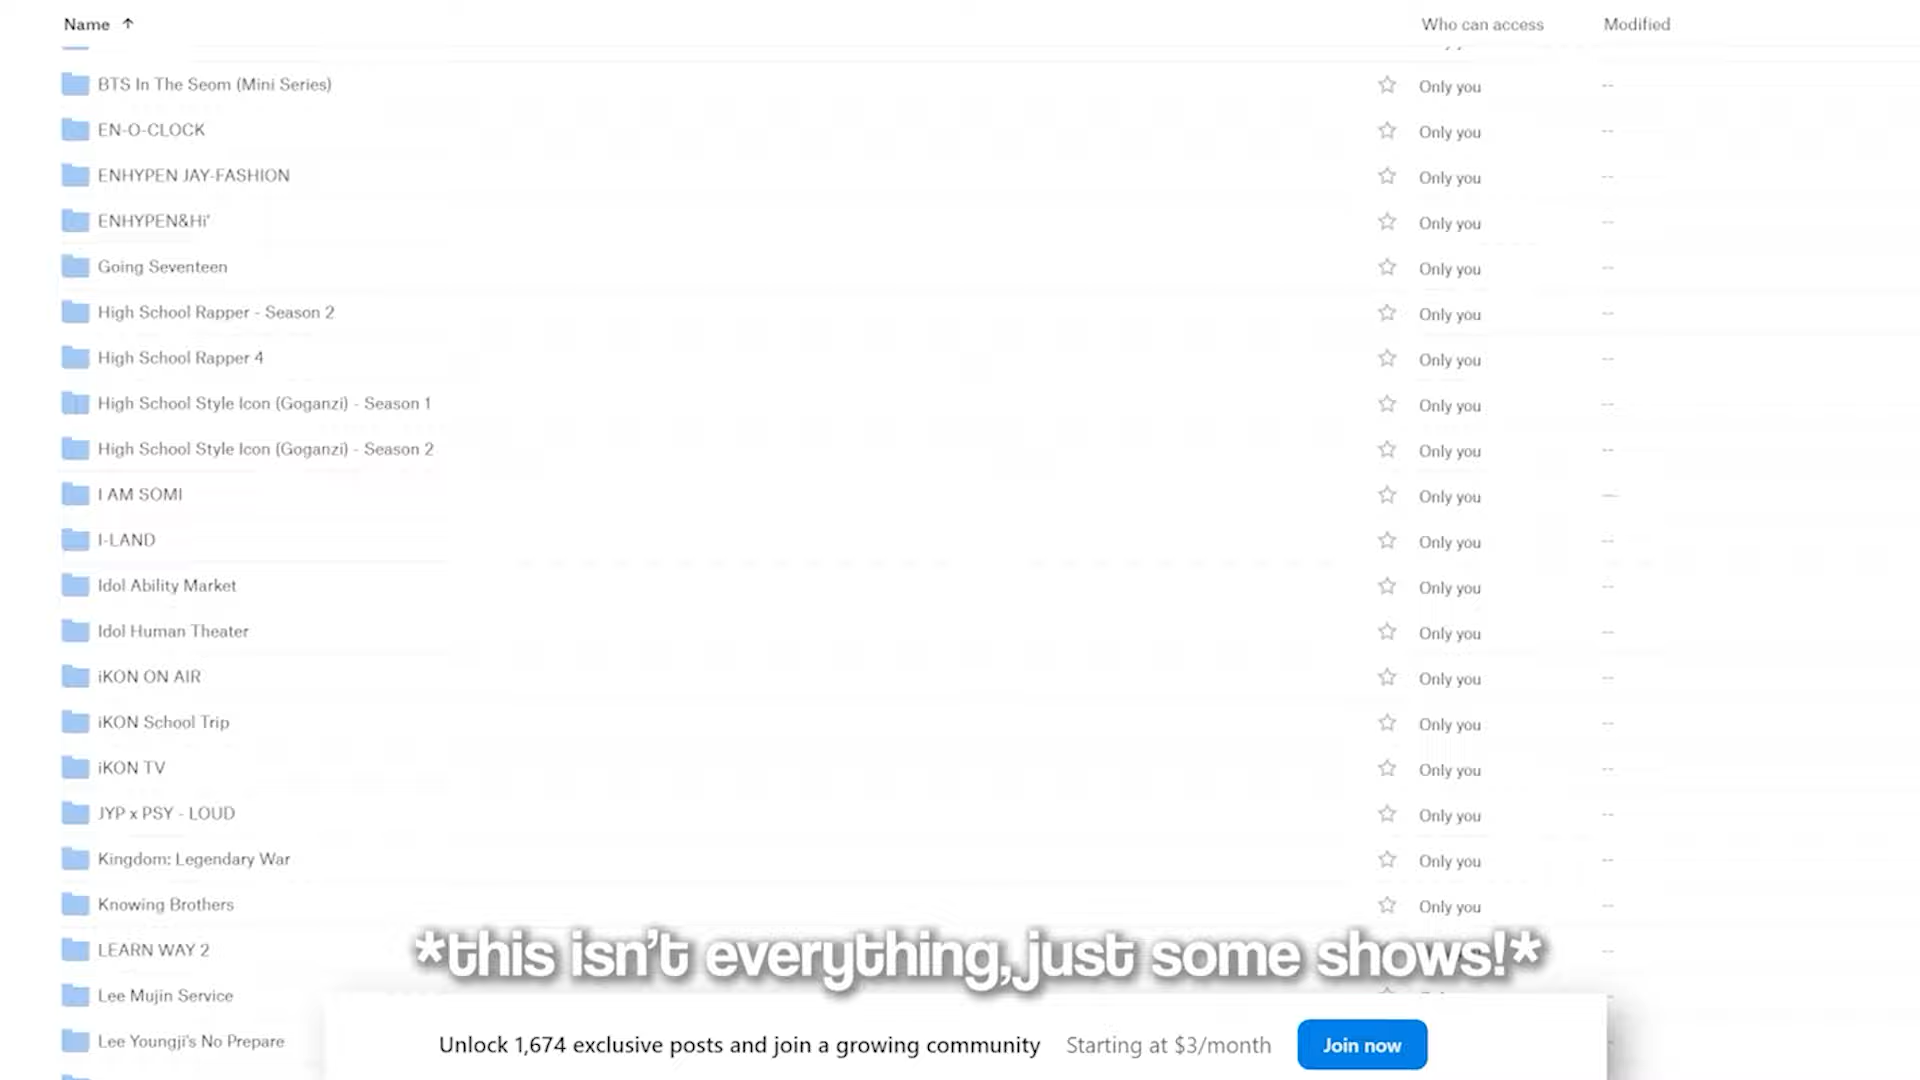 Name ↑ Who can access Modified
BTS In The Seom (Mini Series) Only you --
EN-O-CLOCK Only you --
ENHYPEN JAY-FASHION Only you --
ENHYPEN&Hi' Only you --
Going Seventeen Only you --
High School Rapper - Season 2 Only you --
High School Rapper 4 Only you --
High School Style Icon (Goganzi) - Season 1 Only you --
High School Style Icon (Goganzi) - Season 2 Only you --
I AM SOMI Only you --
I-LAND Only you --
Idol Ability Market Only you --
Idol Human Theater Only you --
iKON ON AIR Only you --
iKON School Trip Only you --
iKON TV Only you --
JYP x PSY - LOUD Only you --
Kingdom: Legendary War Only you --
Knowing Brothers Only you --
LEARN WAY 2 --
*this isn't everything, just some shows!*
Lee Mujin Service
Lee Youngji's No Prepare
Unlock 1,674 exclusive posts and join a growing community Starting at $3/month Join now